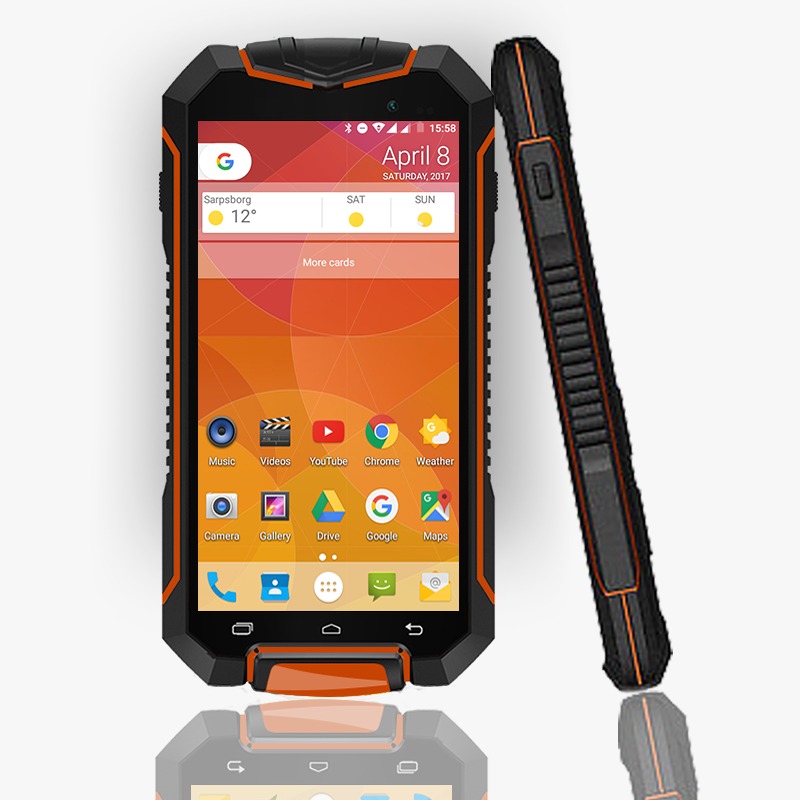 15:58
G
April 8
SATURDAY, 2017
Sarpsborg SAT SUN
12°
More cards
Music Videos YouTube Chrome Weather
G
G
Camera Gallery Drive Google Maps
@